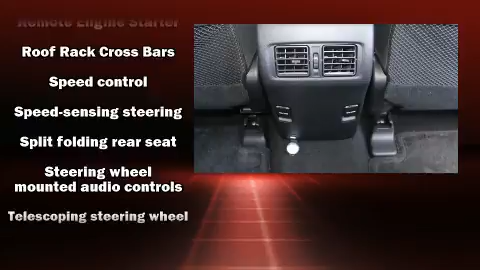 Remote Engine Starter
Roof Rack Cross Bars
Speed control
Speed-sensing steering
Split folding rear seat
Steering wheel
mounted audio controls
Telescoping steering wheel